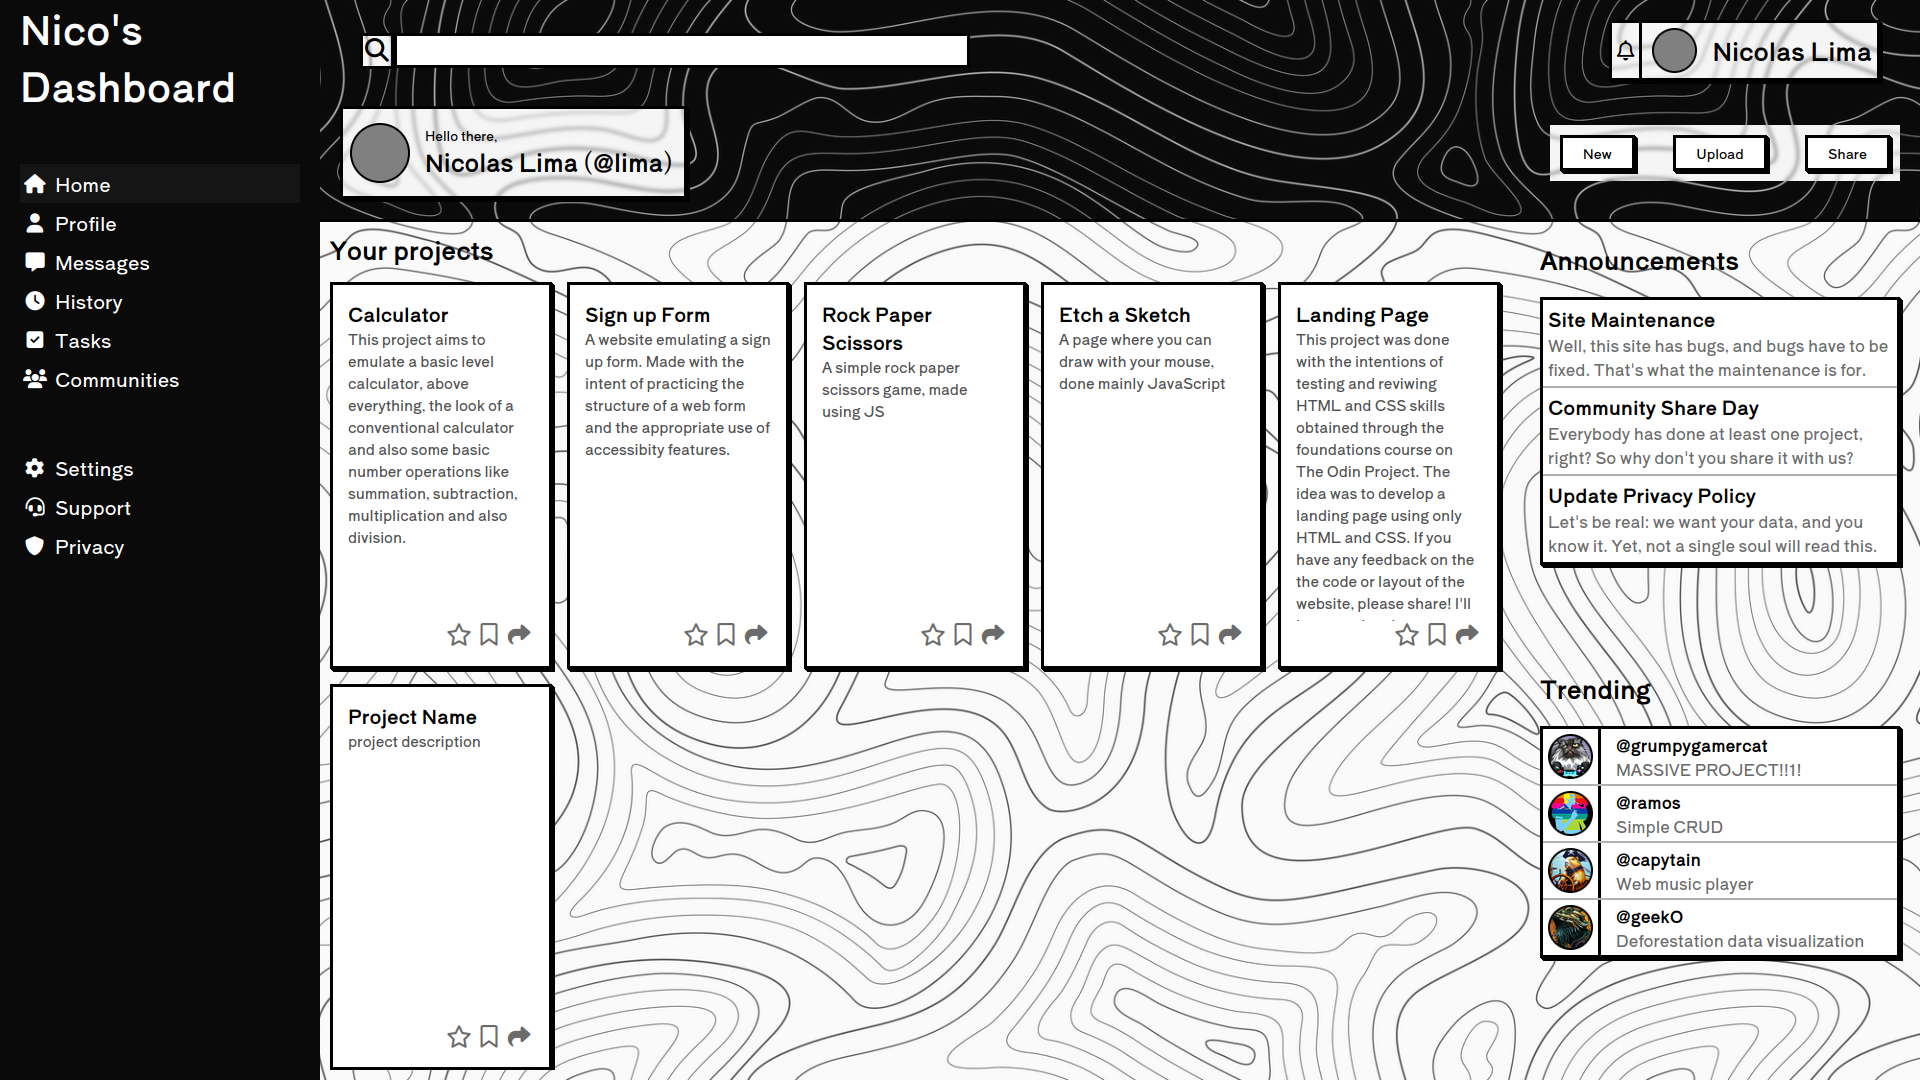 Nico's
Dashboard
Home
Profile
Messages
History
Tasks
Communities
Settings
Support
Privacy
Nicolas Lima
Hello there,
Nicolas Lima (@lima)
New
Upload
Share
Your projects
Calculator
This project aims to
emulate a basic level
calculator, above
everything, the look of a
conventional calculator
and also some basic
number operations like
summation, subtraction,
multiplication and also
division.
Sign up Form
A website emulating a sign
up form. Made with the
intent of practicing the
structure of a web form
and the appropriate use of
accessibity features.
Rock Paper
Scissors
A simple rock paper
scissors game, made
using JS
Etch a Sketch
A page where you can
draw with your mouse,
done mainly JavaScript
Landing Page
This project was done
with the intentions of
testing and reviwing
HTML and CSS skills
obtained through the
foundations course on
The Odin Project. The
idea was to develop a
landing page using only
HTML and CSS. If you
have any feedback on the
the code or layout of the
website, please share! I'll
Project Name
project description
Announcements
Site Maintenance
Well, this site has bugs, and bugs have to be
fixed. That's what the maintenance is for.
Community Share Day
Everybody has done at least one project,
right? So why don't you share it with us?
Update Privacy Policy
Let's be real: we want your data, and you
know it. Yet, not a single soul will read this.
Trending
@grumpygamercat
MASSIVE PROJECT!!1!
@ramos
Simple CRUD
@capytain
Web music player
@geekO
Deforestation data visualization